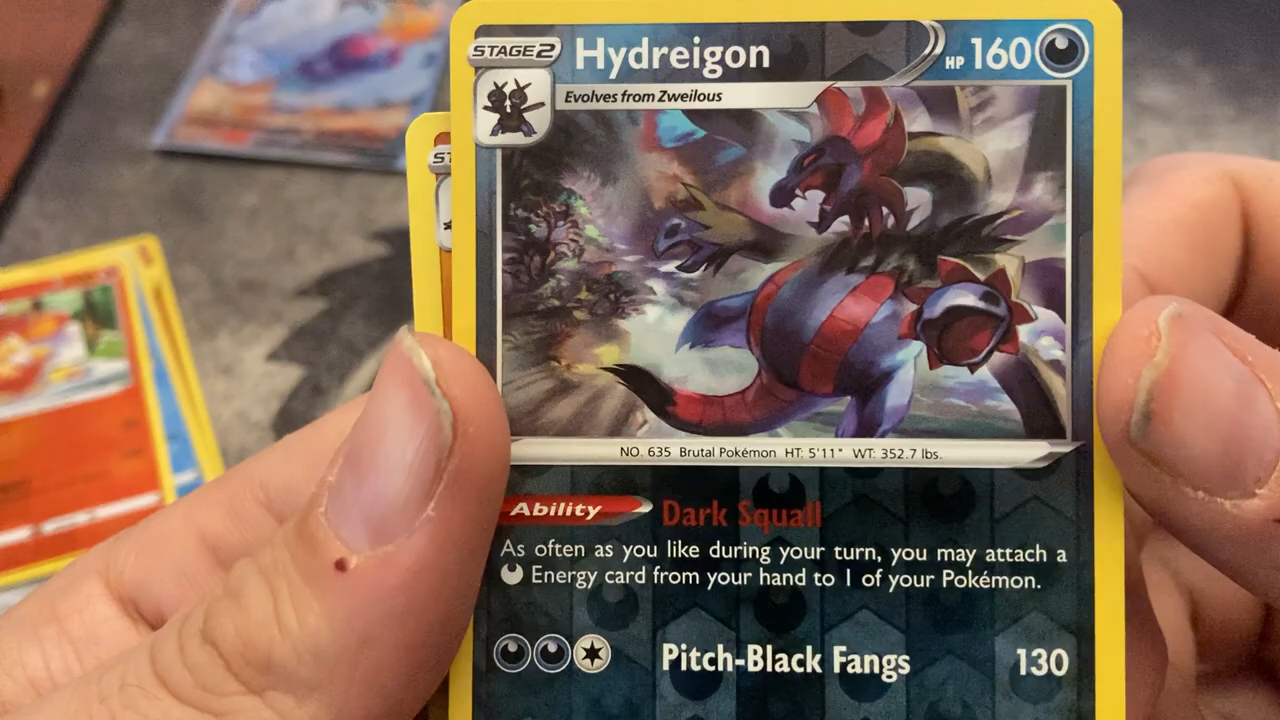 STAGE2 Hydreigon HP 160
Evolves from Zweilous
ST
NO. 635 Brutal Pokémon HT: 5'11" WT: 352.7 lbs.
Ability Dark Squall
As often as you like during your turn, you may attach a
Energy card from your hand to 1 of your Pokémon.
Pitch-Black Fangs 130